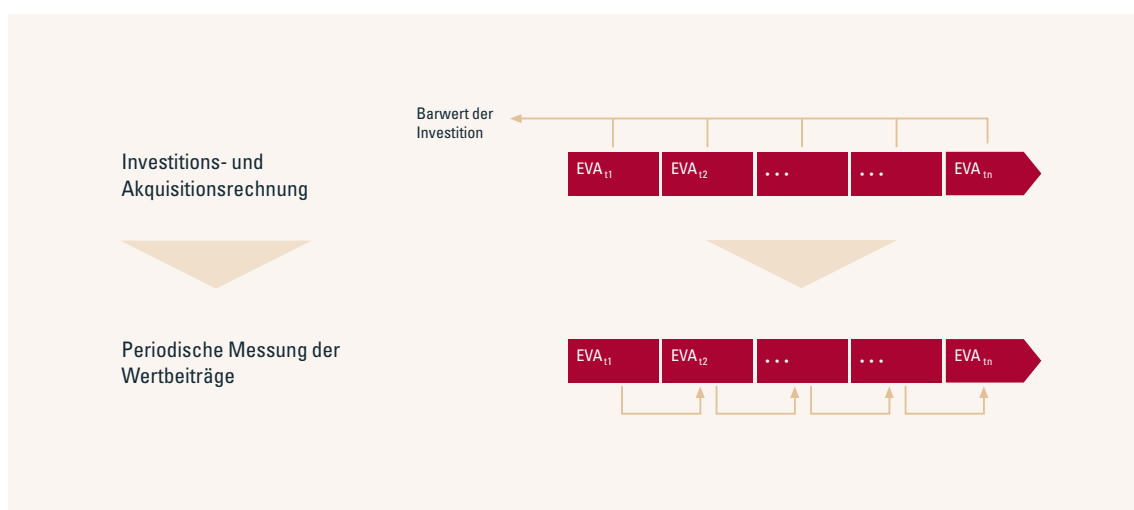 Barwert der
Investition
Investitions- und
Akquisitionsrechnung
EVA t1 EVA t2 ... ... EVA tn
Periodische Messung der
Wertbeiträge
EVA t1 EVA t2 ... ... EVA tn